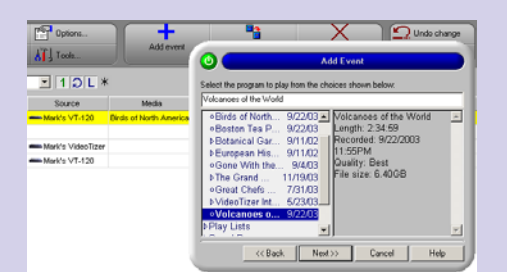 Options...
Tools...
Add event
Undo change
1 L *
Source Media
Mark's VT-120 Birds of North America
Mark's VideoTizer
Mark's VT-120
Add Event
Select the program to play from the choices shown below:
Volcanoes of the World
Birds of North... 9/22/03
Boston Tea P... 9/22/03
Botanical Gar... 9/11/02
European His... 9/11/02
Gone With the... 9/4/03
The Grand ... 11/19/03
Great Chefs ... 7/31/03
VideoTizer Int... 5/23/03
Volcanoes o... 9/22/03
Play Lists
Volcanoes of the World
Length: 2:34:59
Recorded: 9/22/2003
11:55PM
Quality: Best
File size: 6.40GB
<< Back Next >> Cancel Help